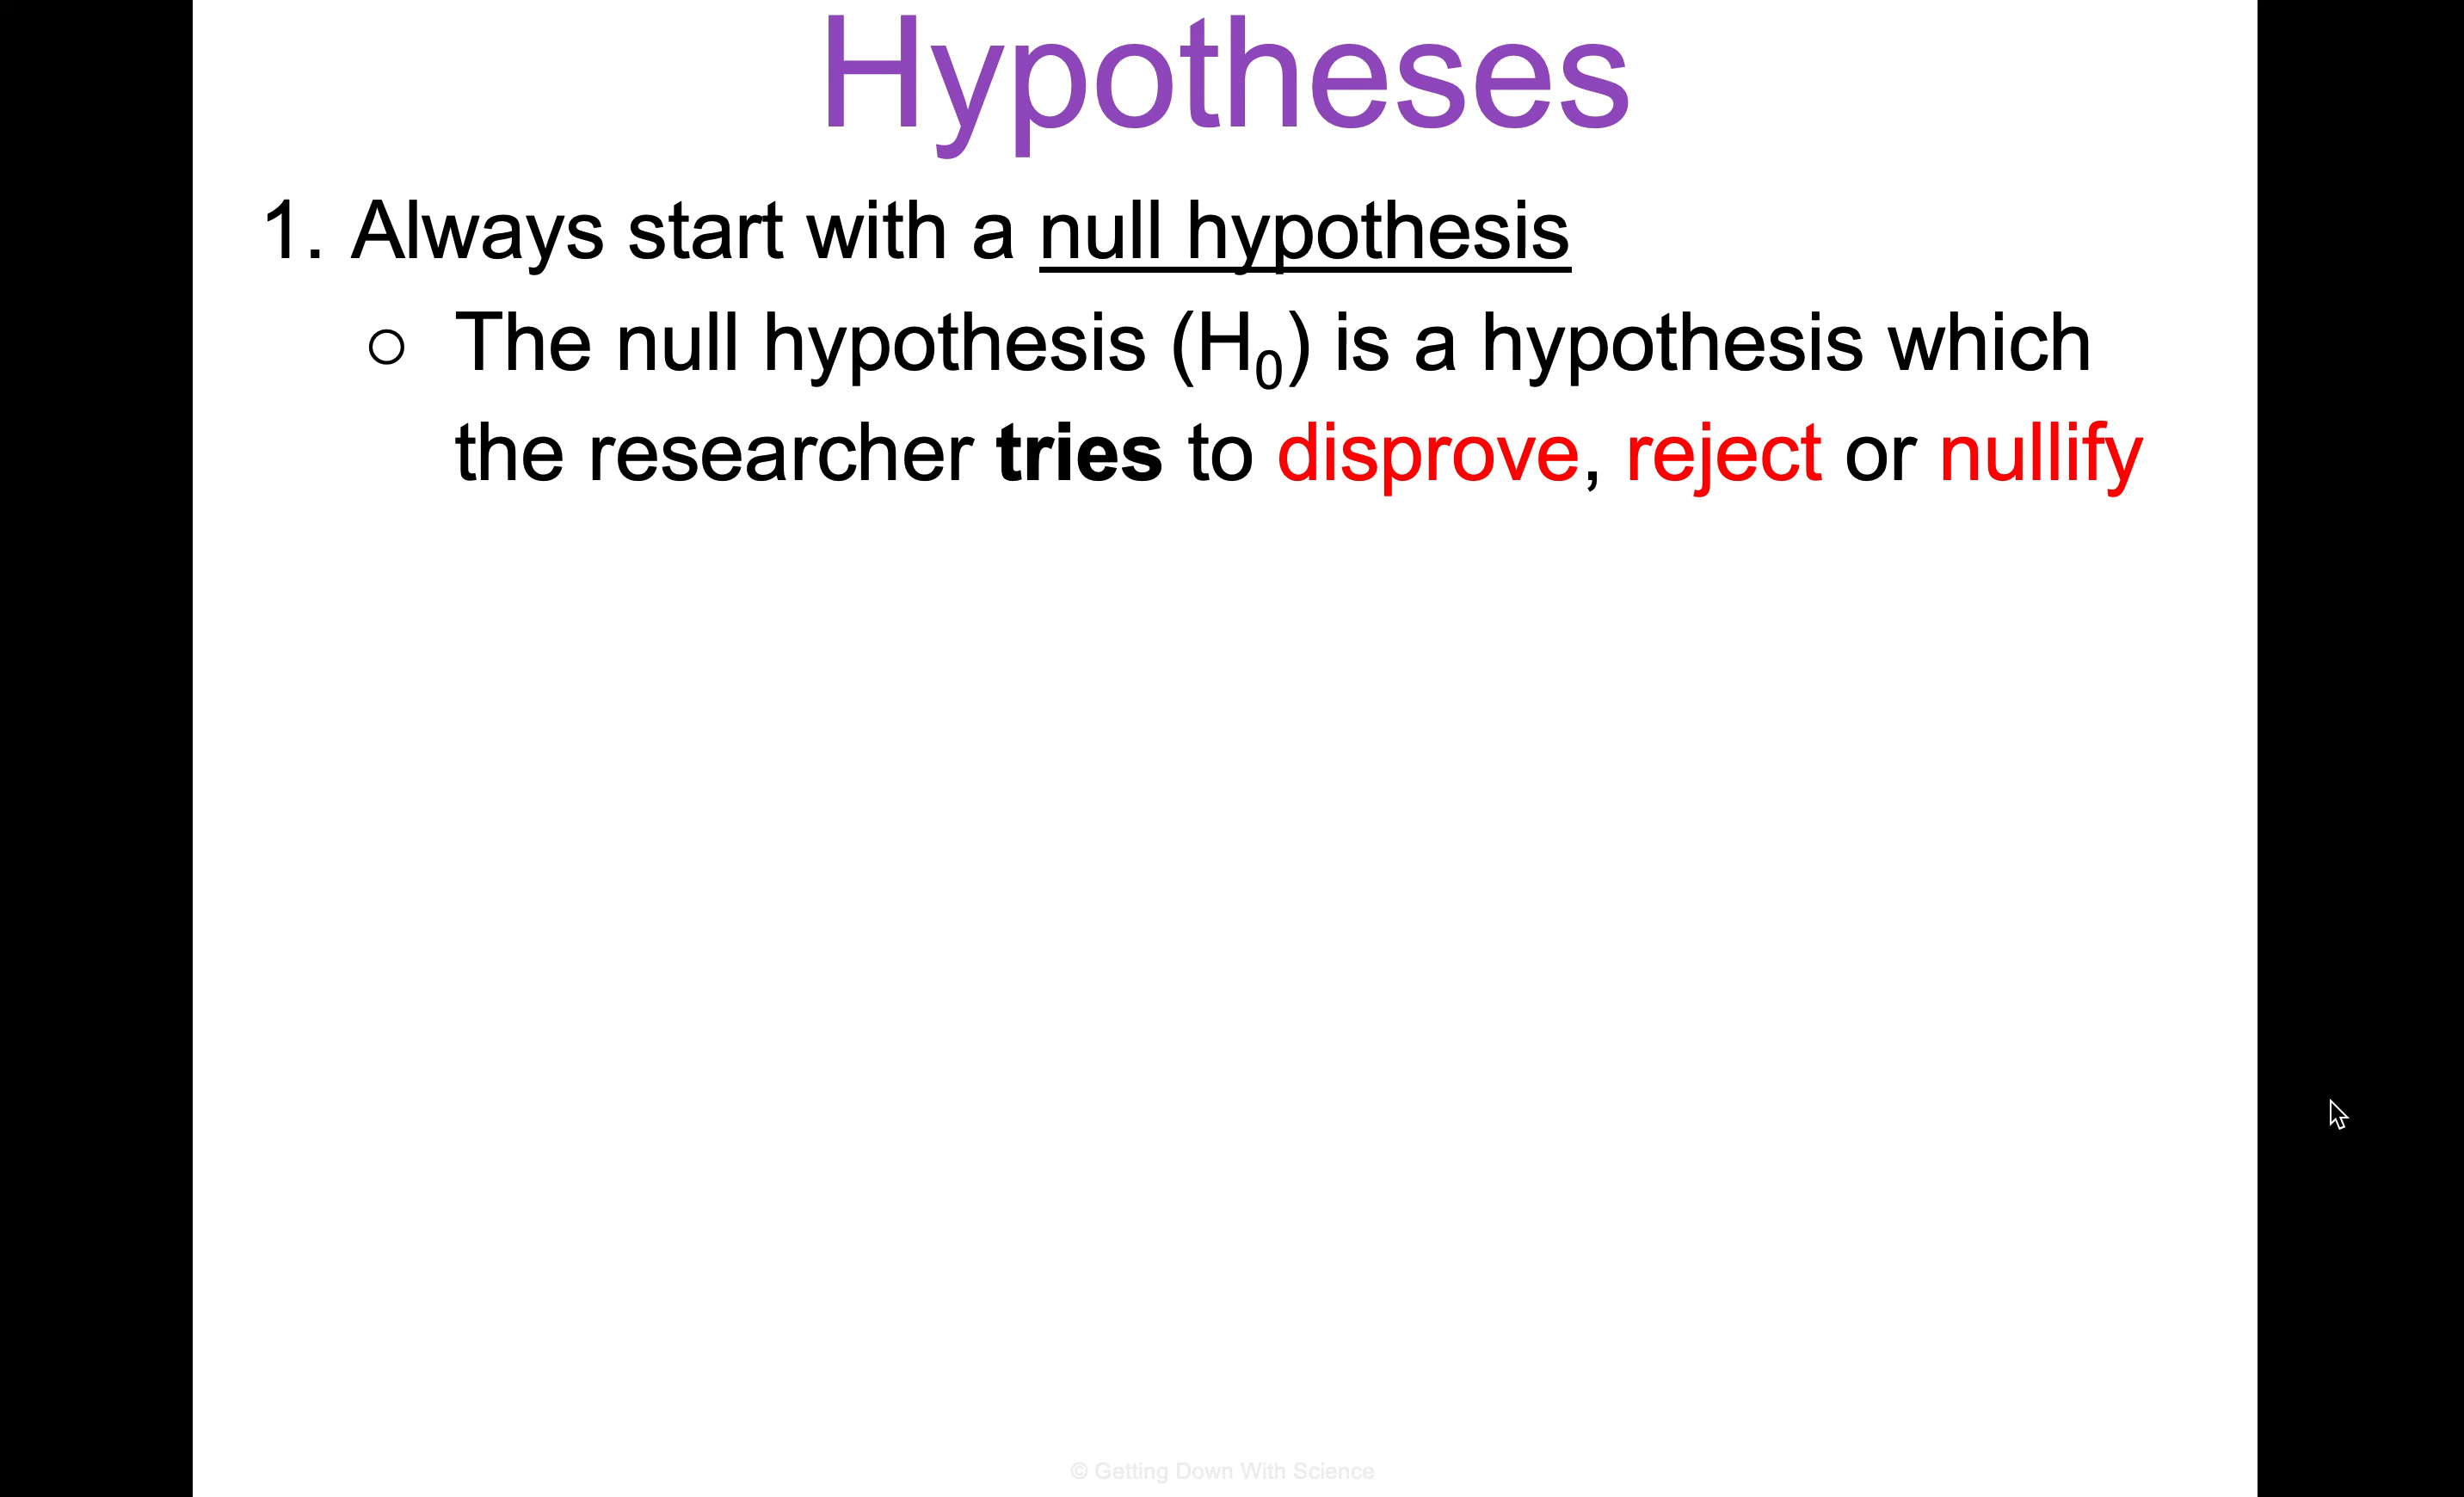 Hypotheses
1. Always start with a null hypothesis
○ The null hypothesis (H₀) is a hypothesis which
the researcher tries to disprove, reject or nullify
© Getting Down With Science